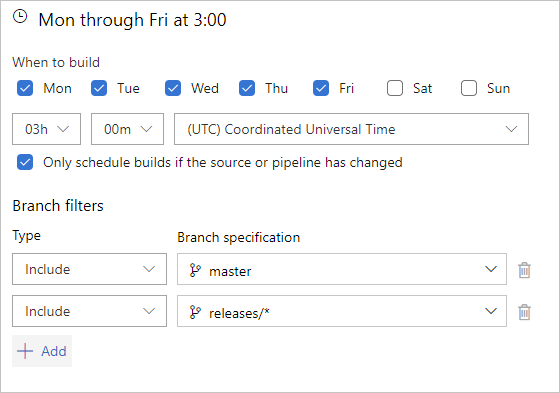 Mon through Fri at 3:00
When to build
Mon Tue Wed Thu Fri Sat Sun
03h 00m (UTC) Coordinated Universal Time
Only schedule builds if the source or pipeline has changed
Branch filters
Type Branch specification
Include master
Include releases/*
Add